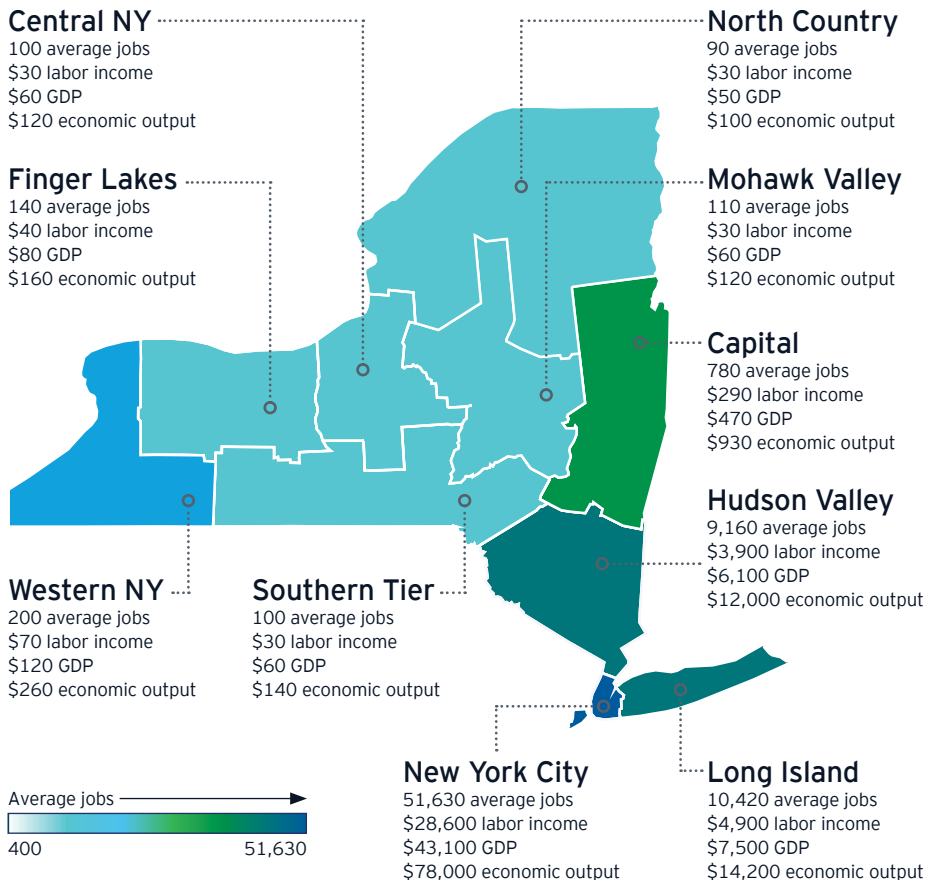 Central NY
100 average jobs
$30 labor income
$60 GDP
$120 economic output
North Country
90 average jobs
$30 labor income
$50 GDP
$100 economic output
Finger Lakes
140 average jobs
$40 labor income
$80 GDP
$160 economic output
Mohawk Valley
110 average jobs
$30 labor income
$60 GDP
$120 economic output
Capital
780 average jobs
$290 labor income
$470 GDP
$930 economic output
Hudson Valley
9,160 average jobs
$3,900 labor income
$6,100 GDP
$12,000 economic output
Western NY
200 average jobs
$70 labor income
$120 GDP
$260 economic output
Southern Tier
100 average jobs
$30 labor income
$60 GDP
$140 economic output
New York City
51,630 average jobs
$28,600 labor income
$43,100 GDP
$78,000 economic output
Long Island
10,420 average jobs
$4,900 labor income
$7,500 GDP
$14,200 economic output
Average jobs
400
51,630